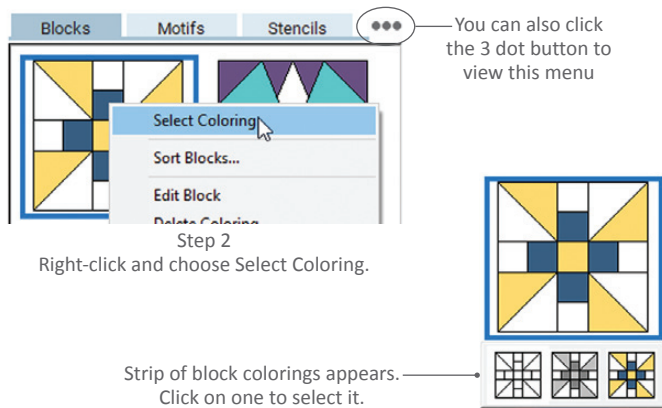 Blocks Motifs Stencils
You can also click
the 3 dot button to
view this menu
Select Coloring
Sort Blocks...
Edit Block
Delete Coloring
Step 2
Right-click and choose Select Coloring.
Strip of block colorings appears.
Click on one to select it.